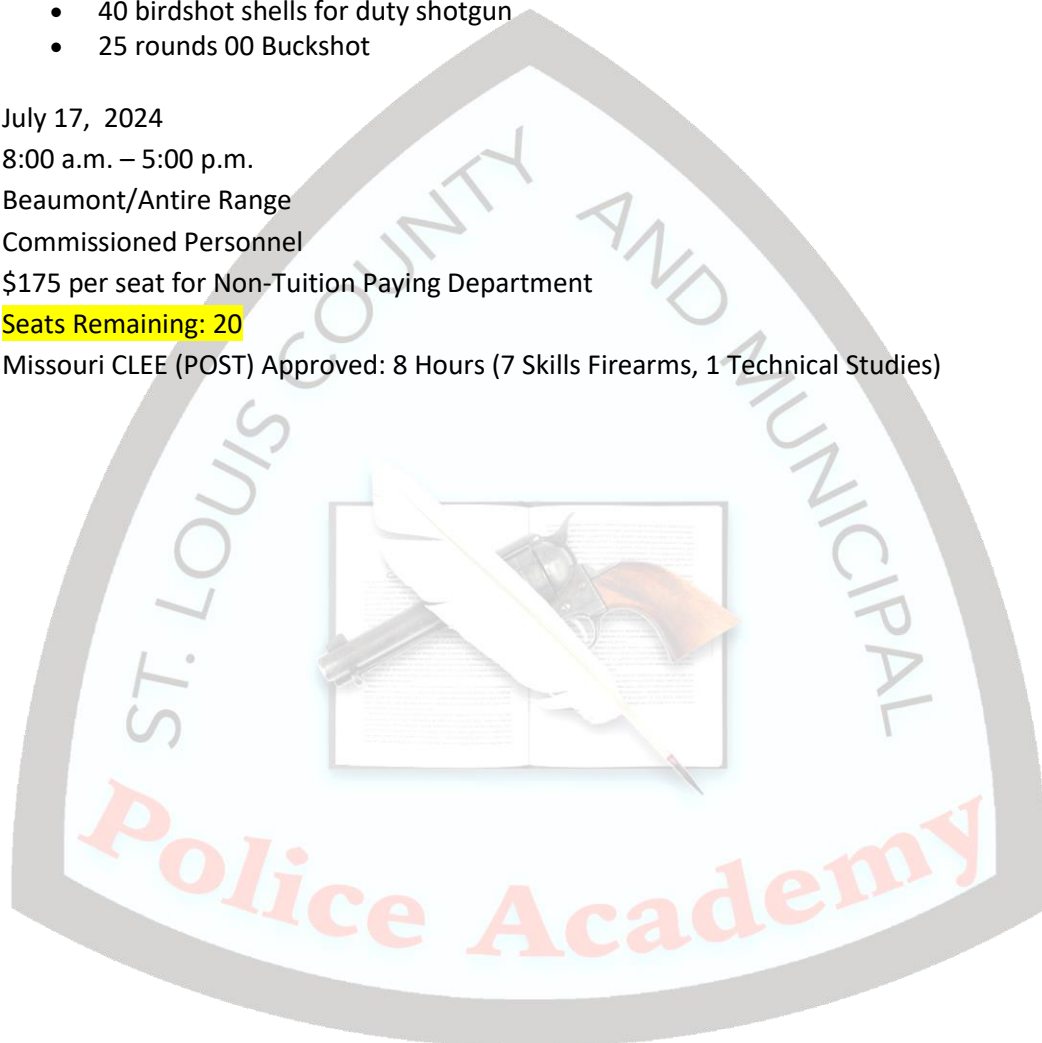 • 40 birdshot shells for duty shotgun
• 25 rounds 00 Buckshot
July 17, 2024
8:00 a.m. – 5:00 p.m.
Beaumont/Antire Range
Commissioned Personnel
$175 per seat for Non-Tuition Paying Department
Seats Remaining: 20
Missouri CLEE (POST) Approved: 8 Hours (7 Skills Firearms, 1 Technical Studies)
ST. LOUIS COUNTY AND MUNICIPAL
Police Academy